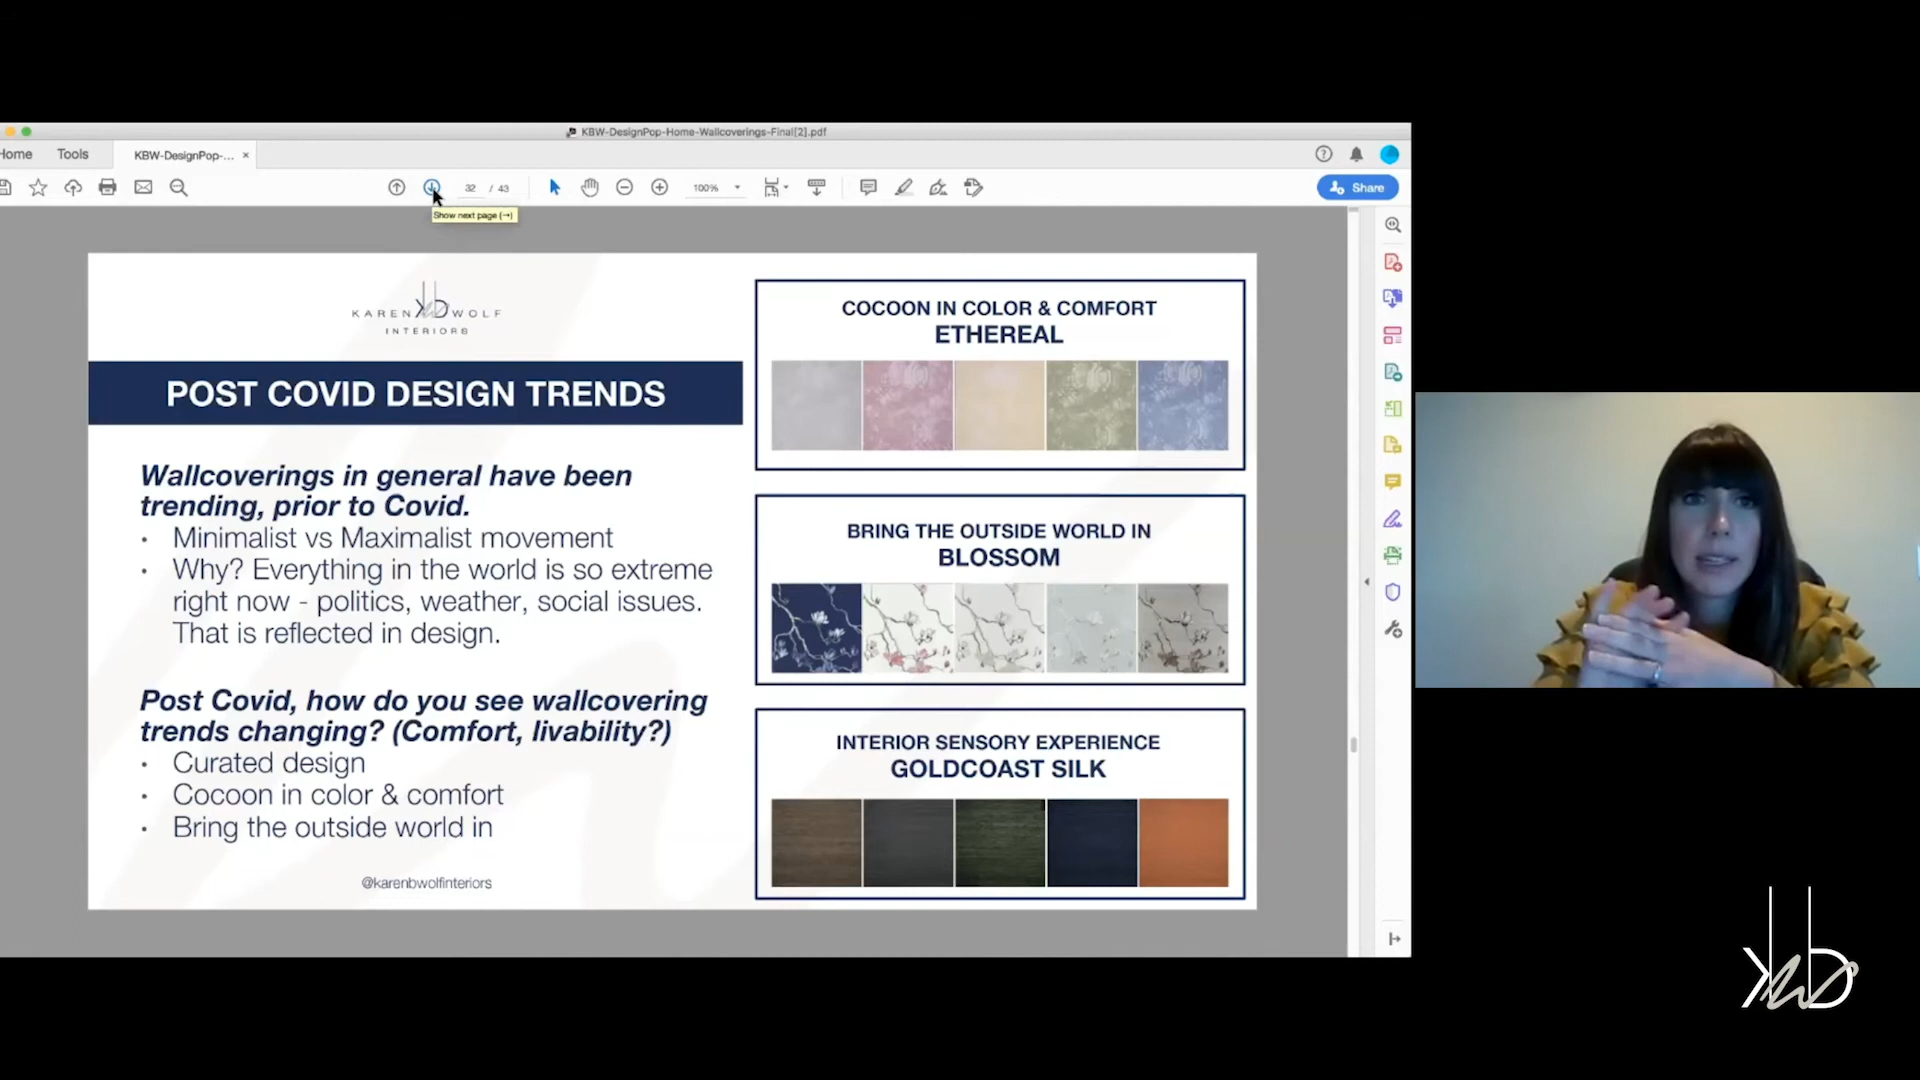 KBW-DesignPop-Home-Wallcoverings-Final[2].pdf
Home
Tools
KBW-DesignPop-... ×
32 / 43
100%
Share
Show next page (→)
KAREN WOLF
INTERIORS
POST COVID DESIGN TRENDS
Wallcoverings in general have been
trending, prior to Covid.
• Minimalist vs Maximalist movement
• Why? Everything in the world is so extreme
right now - politics, weather, social issues.
That is reflected in design.
Post Covid, how do you see wallcovering
trends changing? (Comfort, livability?)
• Curated design
• Cocoon in color & comfort
• Bring the outside world in
@karenbwolfinteriors
COCOON IN COLOR & COMFORT
ETHEREAL
BRING THE OUTSIDE WORLD IN
BLOSSOM
INTERIOR SENSORY EXPERIENCE
GOLDCOAST SILK